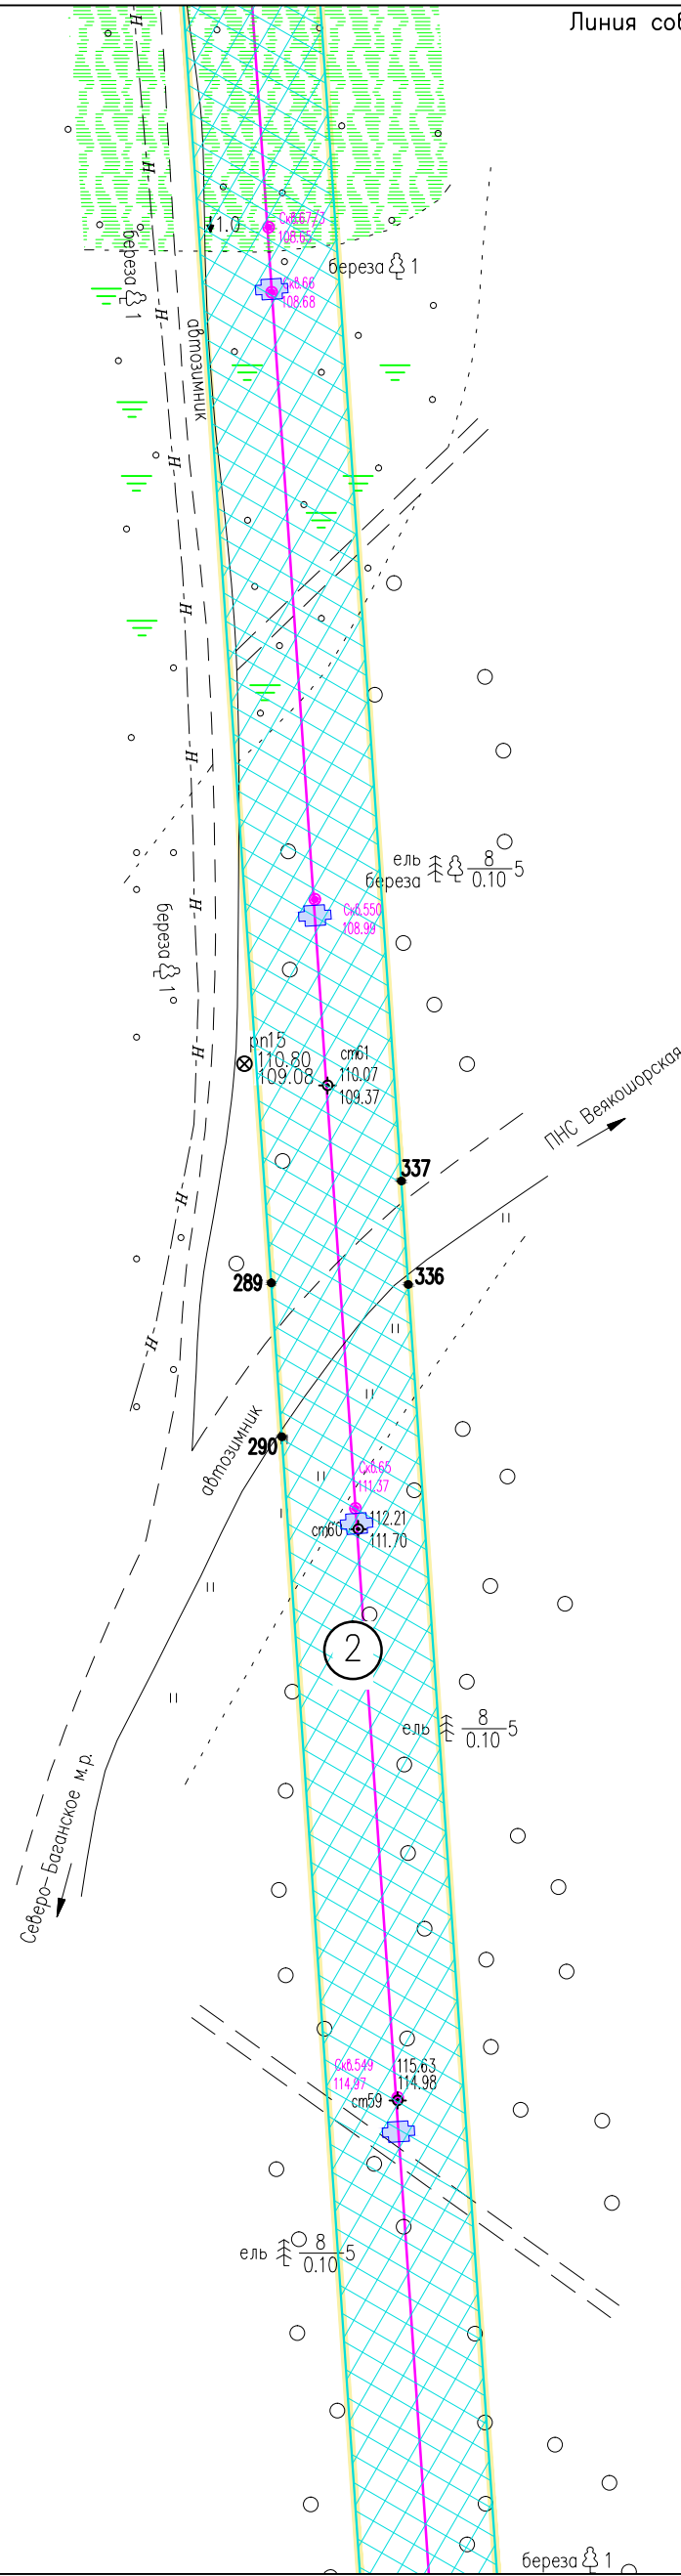 Линия соб
1.0
Скв.67-3
108.65
береза 1
береза 1
Скв.66
108.68
автозимник
Н
ель 8
береза 0.10 5
Скв.550
108.99
береза 1
рп15
110.80
109.08
ст61
110.07
109.37
ПНС Веякошорская
337
289
336
автозимник
290
Скв.65
111.37
ст60 112.21
111.70
2
ель 8
0.10 5
Северо-Баганское м.р.
Скв.549 115.63
114.97 114.98
ст59
ель 8
0.10 5
береза 1